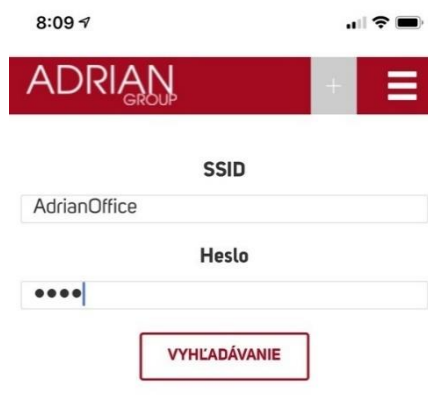 8:09
ADRIAN
GROUP
+
SSID
AdrianOffice
Heslo
••••
VYHĽADÁVANIE